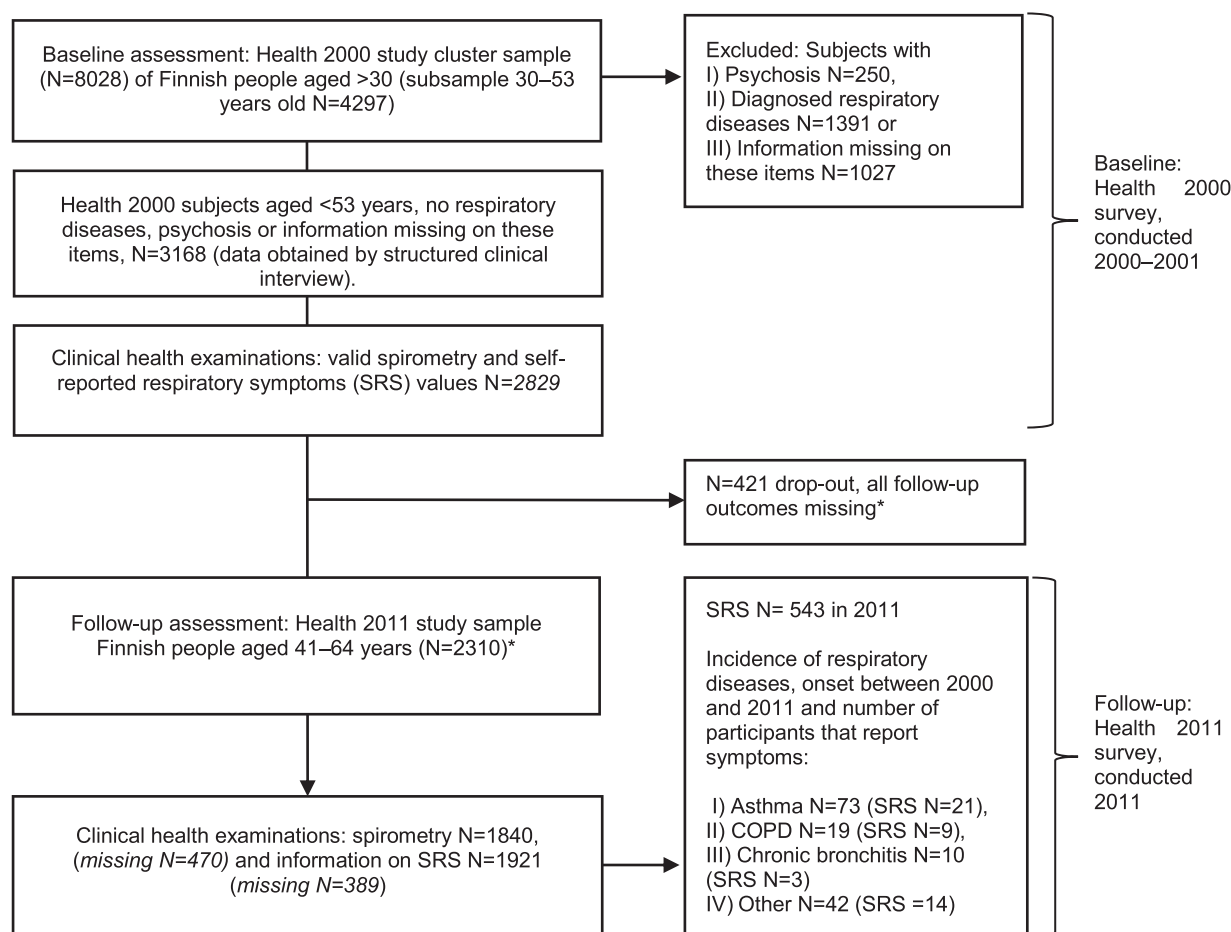 Baseline assessment: Health 2000 study cluster sample
(N=8028) of Finnish people aged >30 (subsample 30–53
years old N=4297)
Excluded: Subjects with
I) Psychosis N=250,
II) Diagnosed respiratory
diseases N=1391 or
III) Information missing on
these items N=1027
Health 2000 subjects aged <53 years, no respiratory
diseases, psychosis or information missing on these
items, N=3168 (data obtained by structured clinical
interview).
Clinical health examinations: valid spirometry and self-
reported respiratory symptoms (SRS) values N=2829
Baseline:
Health 2000
survey,
conducted
2000–2001
N=421 drop-out, all follow-up
outcomes missing*
Follow-up assessment: Health 2011 study sample
Finnish people aged 41–64 years (N=2310)*
Clinical health examinations: spirometry N=1840,
(missing N=470) and information on SRS N=1921
(missing N=389)
SRS N= 543 in 2011
Incidence of respiratory
diseases, onset between 2000
and 2011 and number of
participants that report
symptoms:
I) Asthma N=73 (SRS N=21),
II) COPD N=19 (SRS N=9),
III) Chronic bronchitis N=10
(SRS N=3)
IV) Other N=42 (SRS =14)
Follow-up:
Health 2011
survey,
conducted
2011